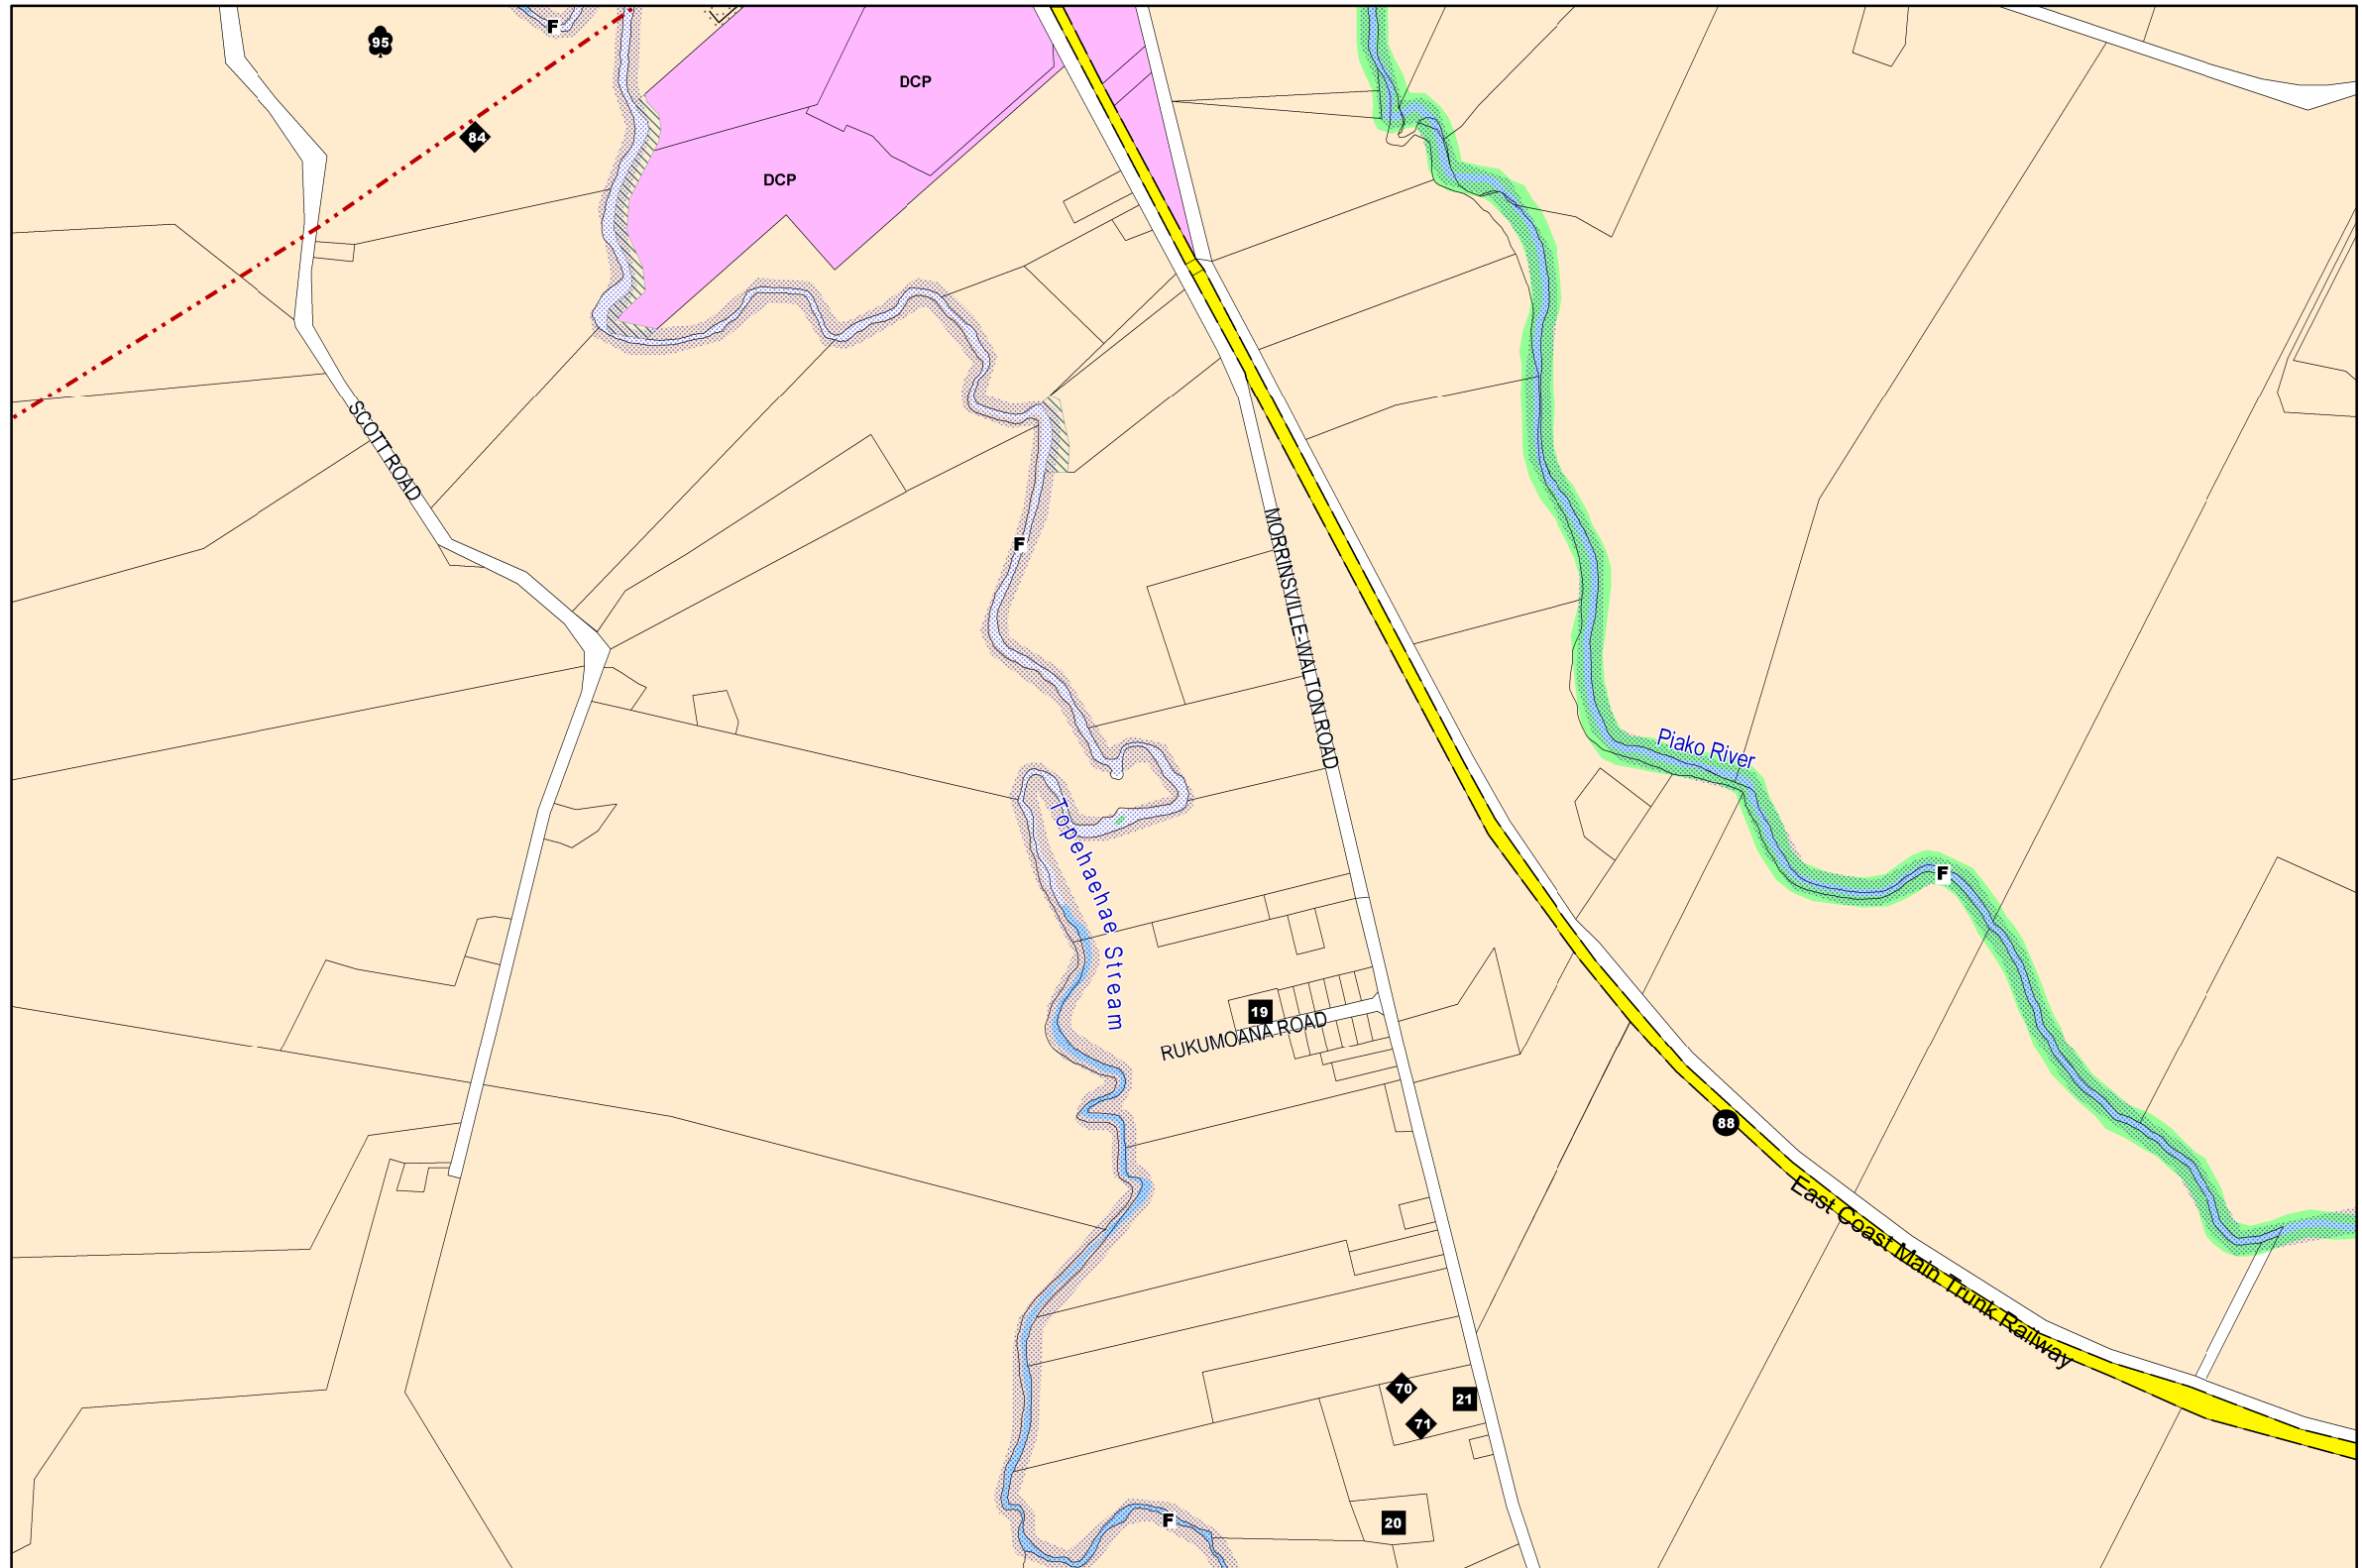 F
95
DCP
84
DCP
SCOTT ROAD
F
MORRINSVILLE-WALTON ROAD
Piako River
Topehaehae Stream
F
19
RUKUMOANA ROAD
88
East Coast Main Trunk Railway
70
21
71
F
20